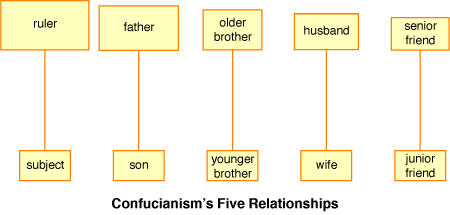 ruler
father
older
brother
husband
senior
friend
subject
son
younger
brother
wife
junior
friend
Confucianism's Five Relationships